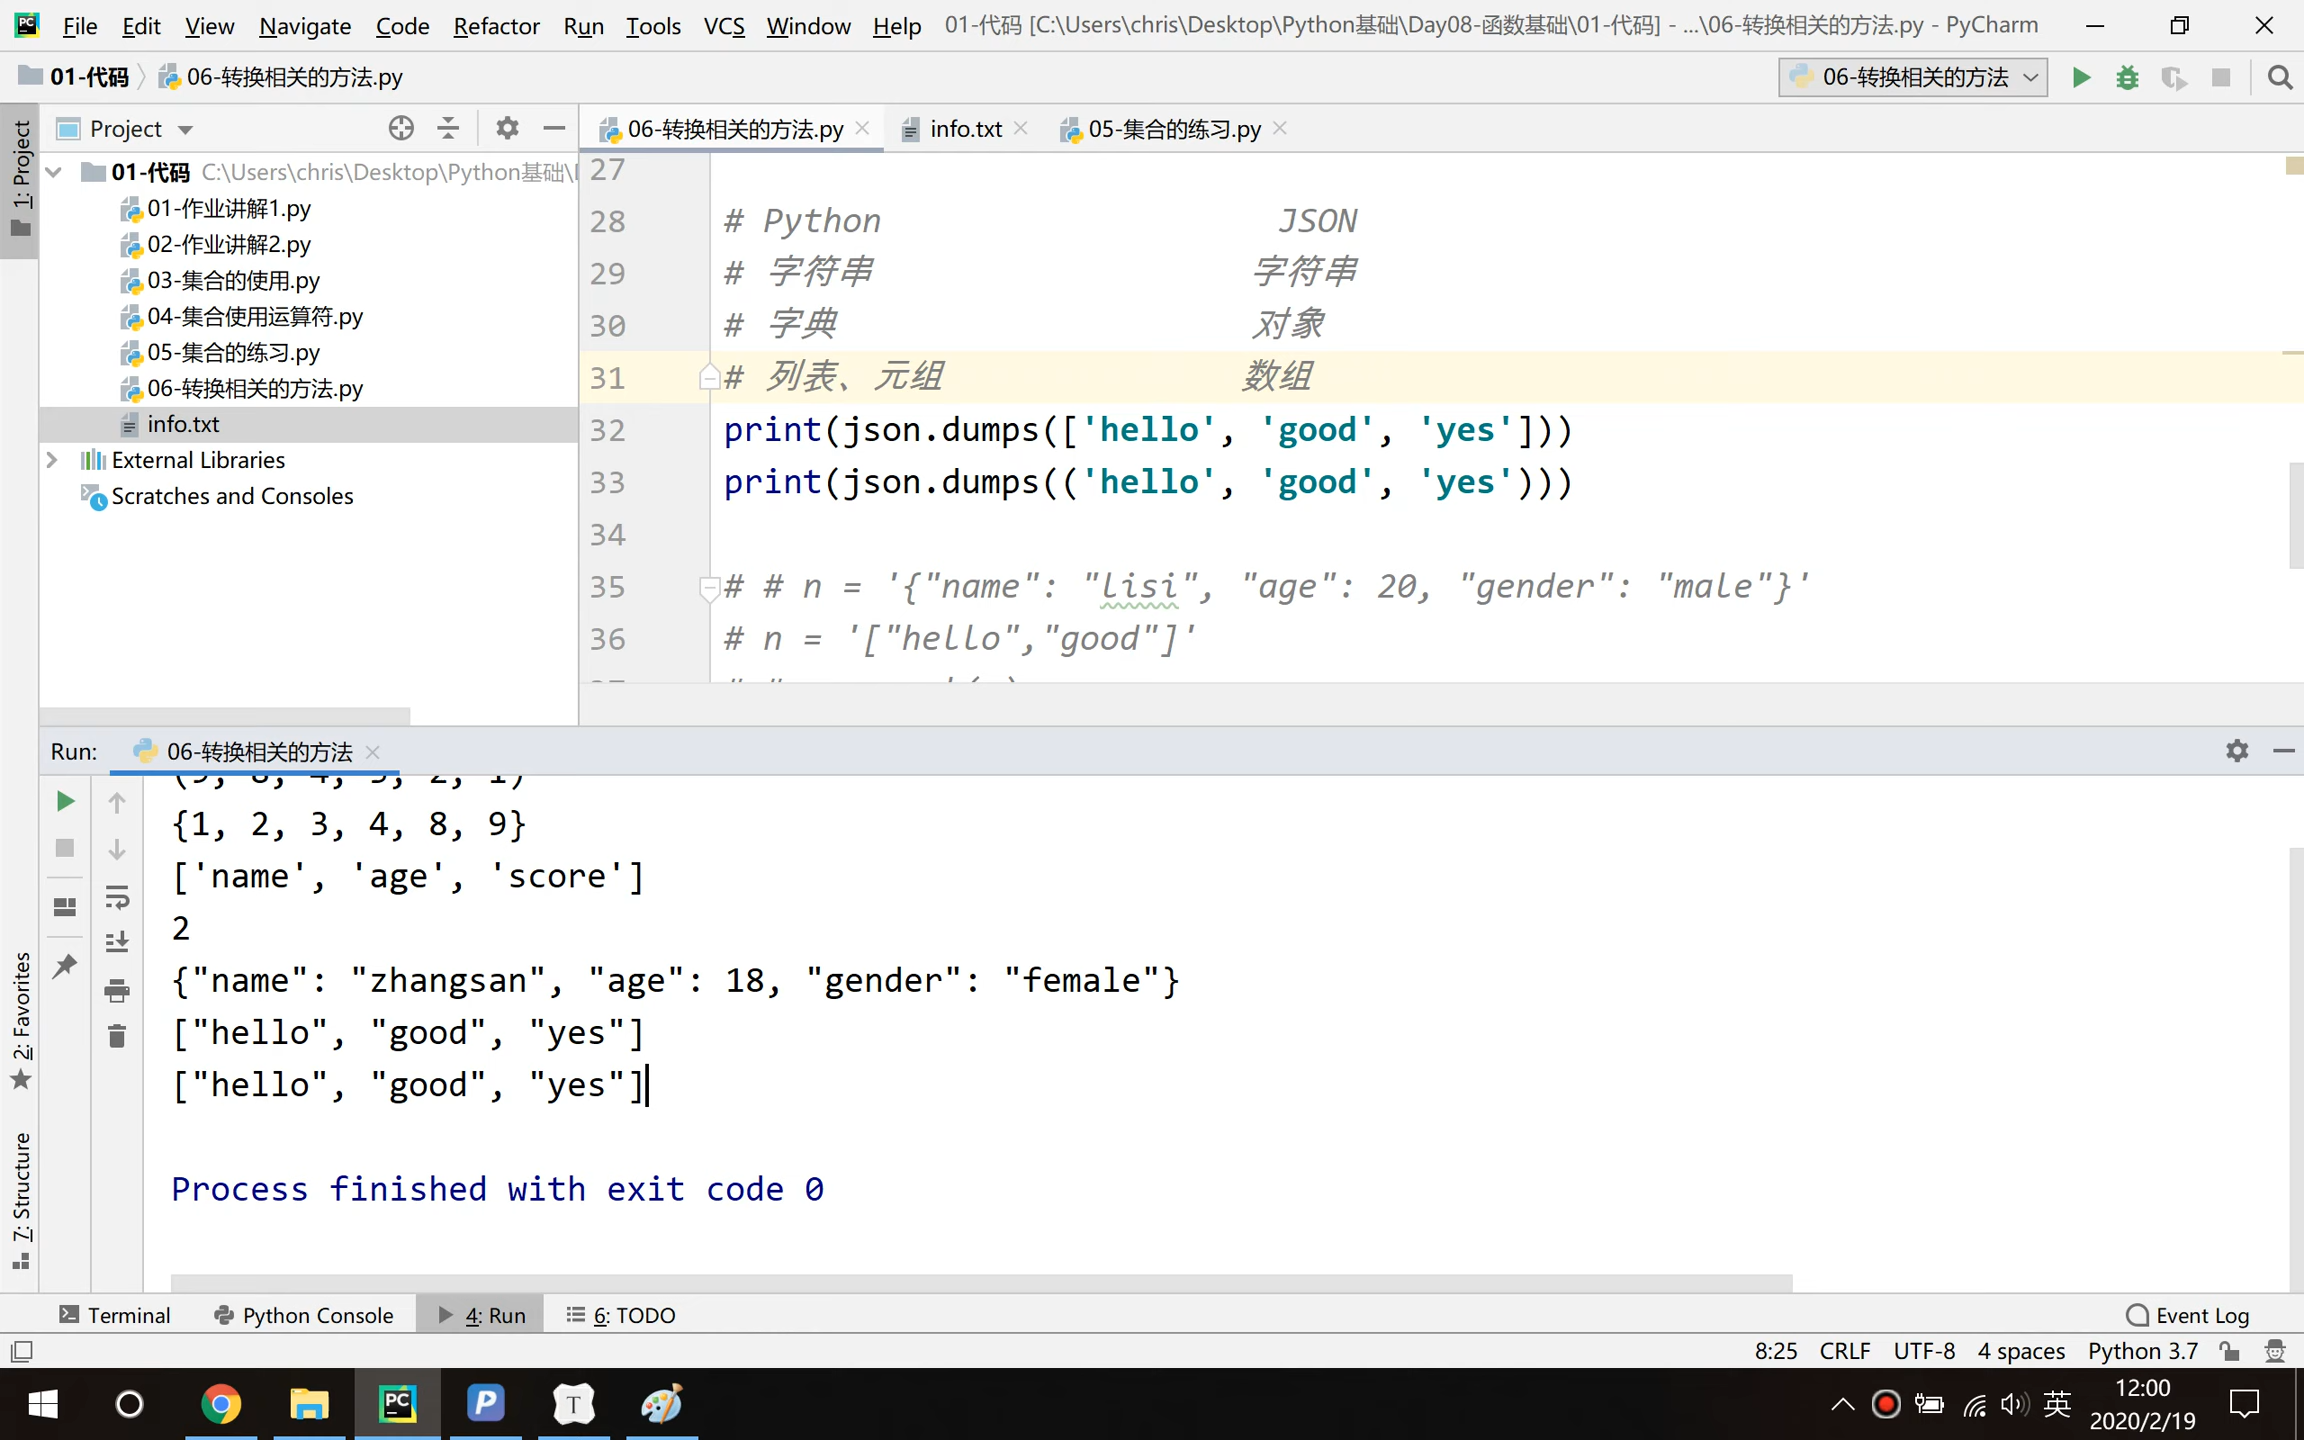 File Edit View Navigate Code Refactor Run Tools VCS Window Help 01-代码 [C:\Users\chris\Desktop\Python基础\Day08-函数基础\01-代码] - ...\06-转换相关的方法.py - PyCharm
01-代码 06-转换相关的方法.py 06-转换相关的方法
1: Project
Project
06-转换相关的方法.py info.txt 05-集合的练习.py
01-代码 C:\Users\chris\Desktop\Python基础\
01-作业讲解1.py
02-作业讲解2.py
03-集合的使用.py
04-集合使用运算符.py
05-集合的练习.py
06-转换相关的方法.py
info.txt
External Libraries
Scratches and Consoles
27
28 # Python JSON
29 # 字符串 字符串
30 # 字典 对象
31 # 列表、元组 数组
32 print(json.dumps(['hello', 'good', 'yes']))
33 print(json.dumps(('hello', 'good', 'yes')))
34
35 # # n = '{"name": "lisi", "age": 20, "gender": "male"}'
36 # n = '["hello","good"]'
Run: 06-转换相关的方法
{1, 2, 3, 4, 8, 9}
['name', 'age', 'score']
2
{"name": "zhangsan", "age": 18, "gender": "female"}
["hello", "good", "yes"]
["hello", "good", "yes"]
Process finished with exit code 0
2: Favorites
7: Structure
Terminal Python Console 4: Run 6: TODO Event Log
8:25 CRLF UTF-8 4 spaces Python 3.7
英 12:00
2020/2/19